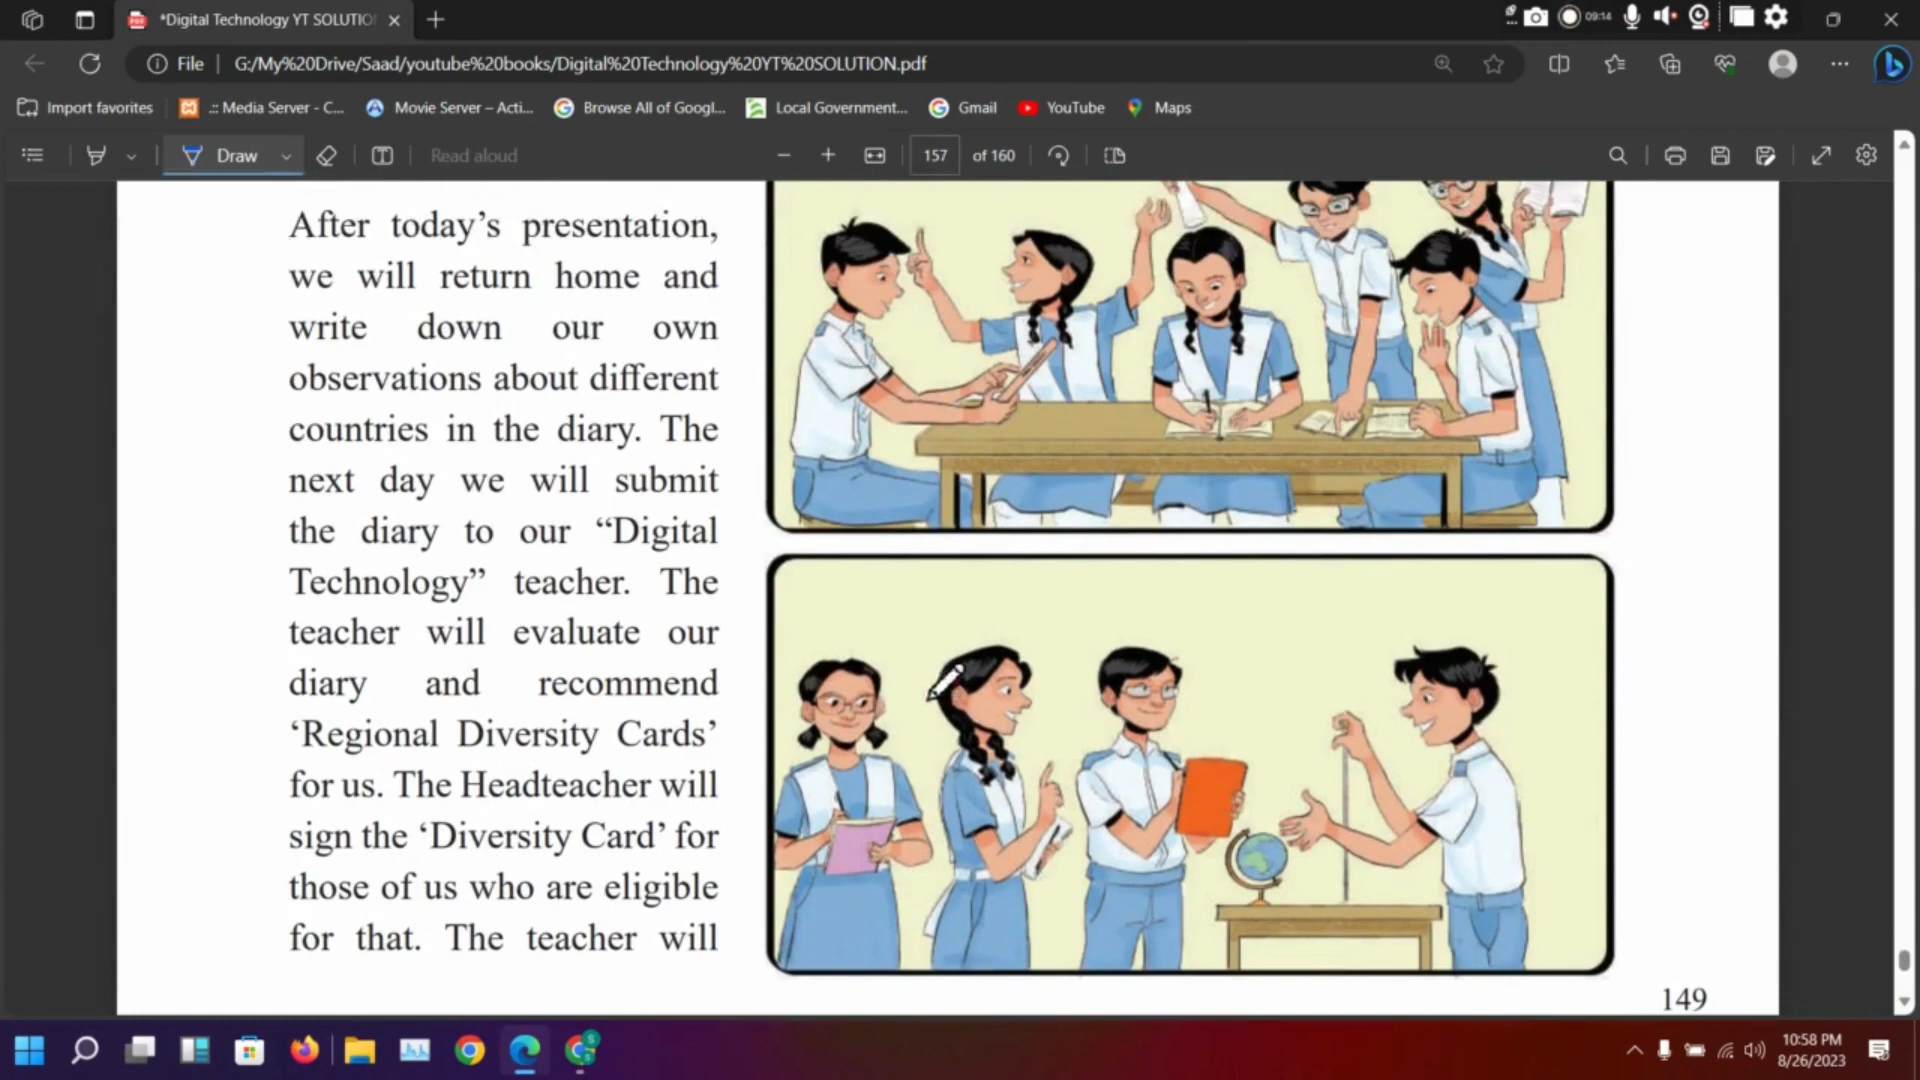 *Digital Technology YT SOLUTIO
09:14
File
G:/My%20Drive/Saad/youtube%20books/Digital%20Technology%20YT%20SOLUTION.pdf
Import favorites
.:: Media Server - C...
Movie Server – Acti...
Browse All of Googl...
Local Government...
Gmail
YouTube
Maps
Draw
Read aloud
157
of 160
After today’s presentation,
we will return home and
write down our own
observations about different
countries in the diary. The
next day we will submit
the diary to our “Digital
Technology” teacher. The
teacher will evaluate our
diary and recommend
‘Regional Diversity Cards’
for us. The Headteacher will
sign the ‘Diversity Card’ for
those of us who are eligible
for that. The teacher will
149
10:58 PM
8/26/2023